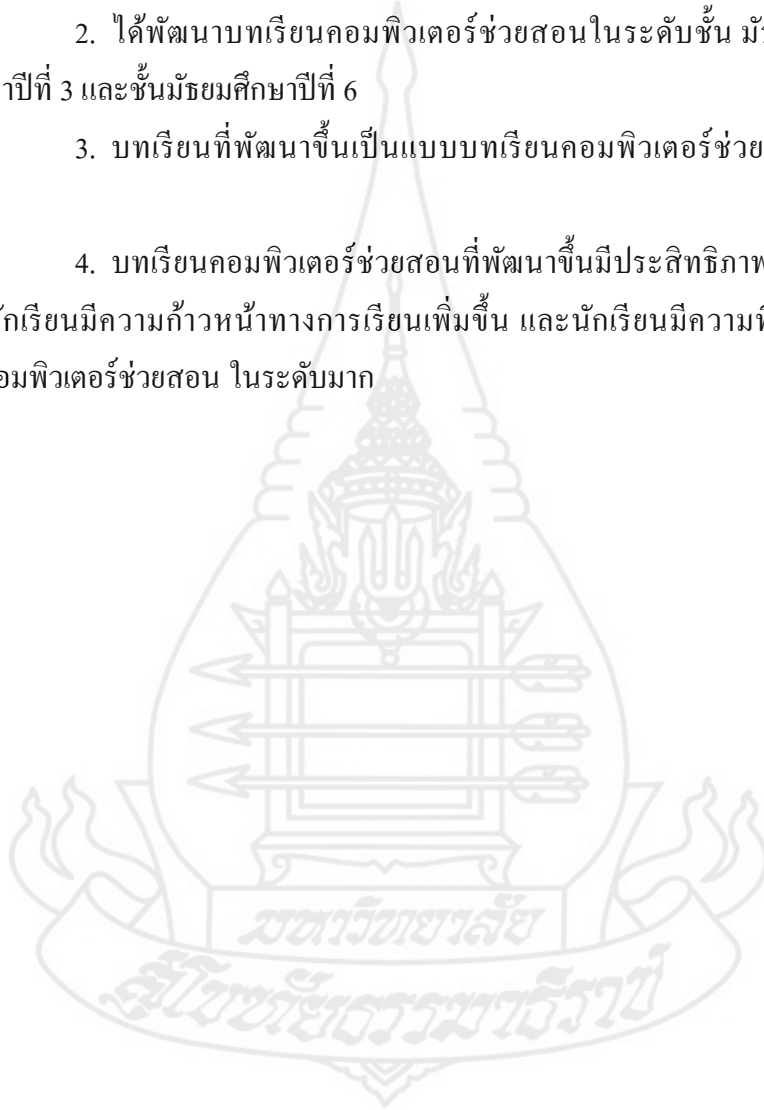 2. ได้พัฒนาบทเรียนคอมพิวเตอร์ช่วยสอนในระดับชั้น
าปีที่ 3 และชั้นมัธยมศึกษาปีที่ 6
3. บทเรียนที่พัฒนาขึ้นเป็นแบบบทเรียนคอมพิวเตอร์ช่วย
4. บทเรียนคอมพิวเตอร์ช่วยสอนที่พัฒนาขึ้นมีประสิทธิภาพ
ักเรียนมีความก้าวหน้าทางการเรียนเพิ่มขึ้น และนักเรียนมีความ
อมพิวเตอร์ช่วยสอน ในระดับมาก
มหาวิทยาลัย
สุโขทัยธรรมาธิราช